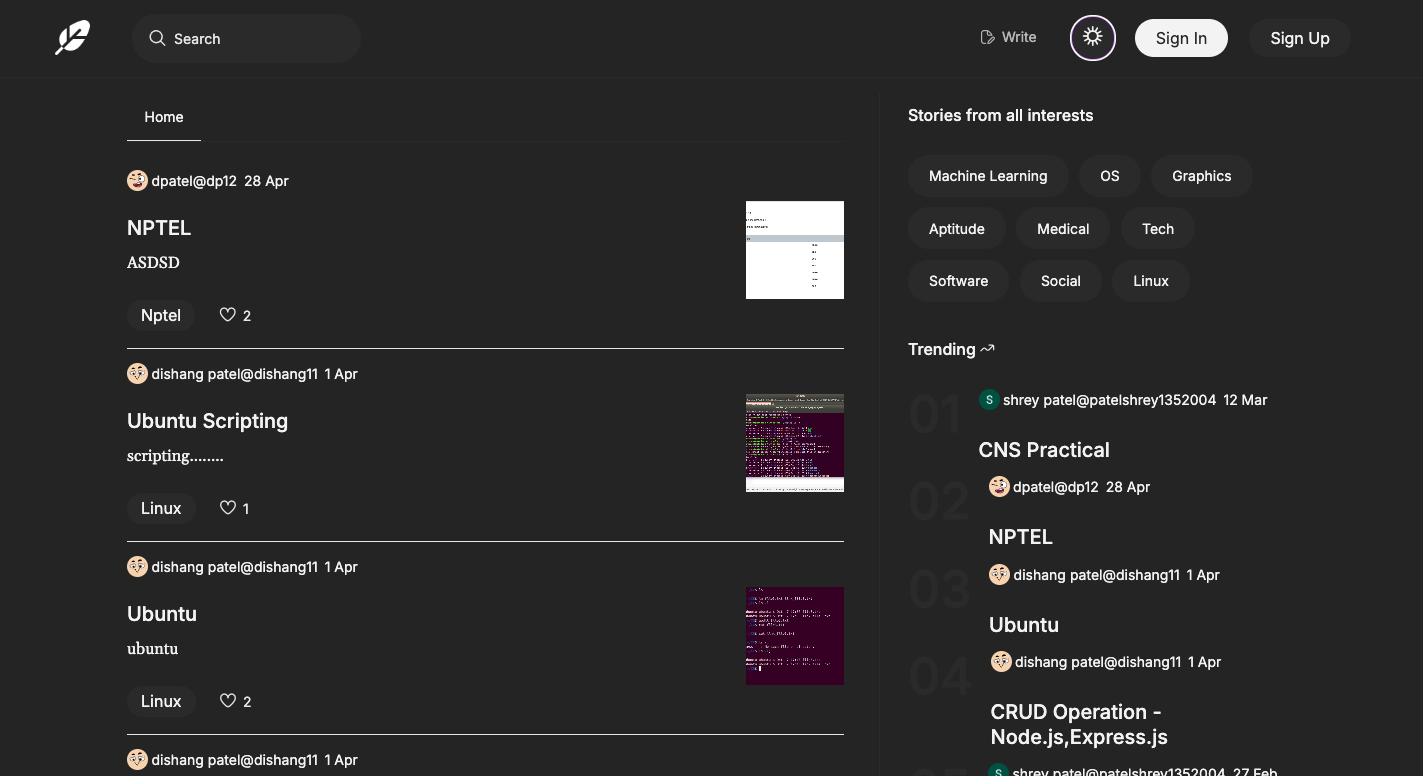 Search
Write
Sign In
Sign Up
Home
dpatel@dp12 28 Apr
NPTEL
ASDSD
Nptel
2
dishang patel@dishang11 1 Apr
Ubuntu Scripting
scripting........
Linux
1
dishang patel@dishang11 1 Apr
Ubuntu
ubuntu
Linux
2
dishang patel@dishang11 1 Apr
Stories from all interests
Machine Learning
OS
Graphics
Aptitude
Medical
Tech
Software
Social
Linux
Trending
01
S shrey patel@patelshrey1352004 12 Mar
CNS Practical
02
dpatel@dp12 28 Apr
NPTEL
03
dishang patel@dishang11 1 Apr
Ubuntu
04
dishang patel@dishang11 1 Apr
CRUD Operation -
Node.js,Express.js
S shrey patel@patelshrey1352004 27 Feb